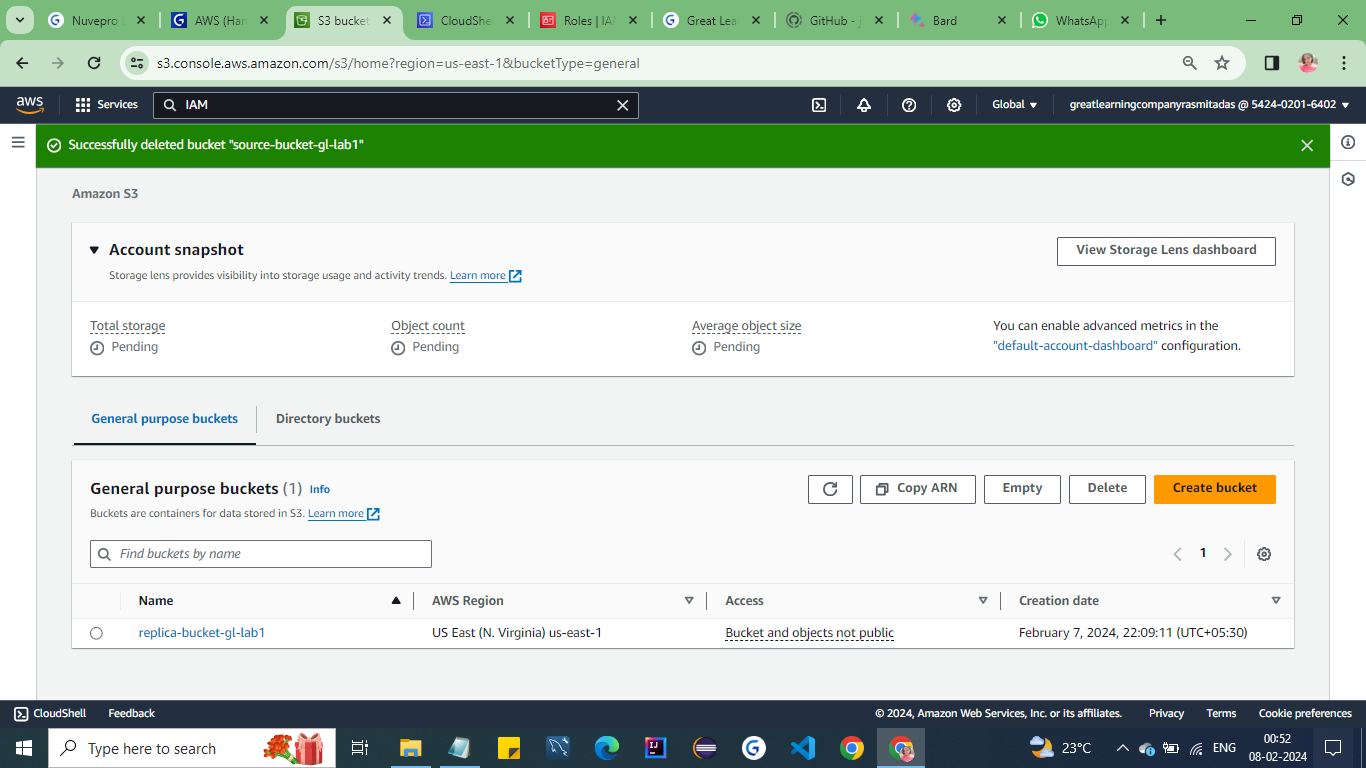 Nuvepro L
AWS (Han
S3 bucket
CloudShe
Roles | IA
Great Lea
GitHub - j
Bard
WhatsApp
s3.console.aws.amazon.com/s3/home?region=us-east-1&bucketType=general
aws
Services
IAM
Global
greatlearningcompanyrasmitadas @ 5424-0201-6402
Successfully deleted bucket "source-bucket-gl-lab1"
Amazon S3
Account snapshot
View Storage Lens dashboard
Storage lens provides visibility into storage usage and activity trends. Learn more
Total storage
Pending
Object count
Pending
Average object size
Pending
You can enable advanced metrics in the
"default-account-dashboard" configuration.
General purpose buckets
Directory buckets
General purpose buckets (1) Info
Buckets are containers for data stored in S3. Learn more
Copy ARN
Empty
Delete
Create bucket
Find buckets by name
1
Name
AWS Region
Access
Creation date
replica-bucket-gl-lab1
US East (N. Virginia) us-east-1
Bucket and objects not public
February 7, 2024, 22:09:11 (UTC+05:30)
CloudShell
Feedback
© 2024, Amazon Web Services, Inc. or its affiliates.
Privacy
Terms
Cookie preferences
Type here to search
23°C
ENG
00:52
08-02-2024